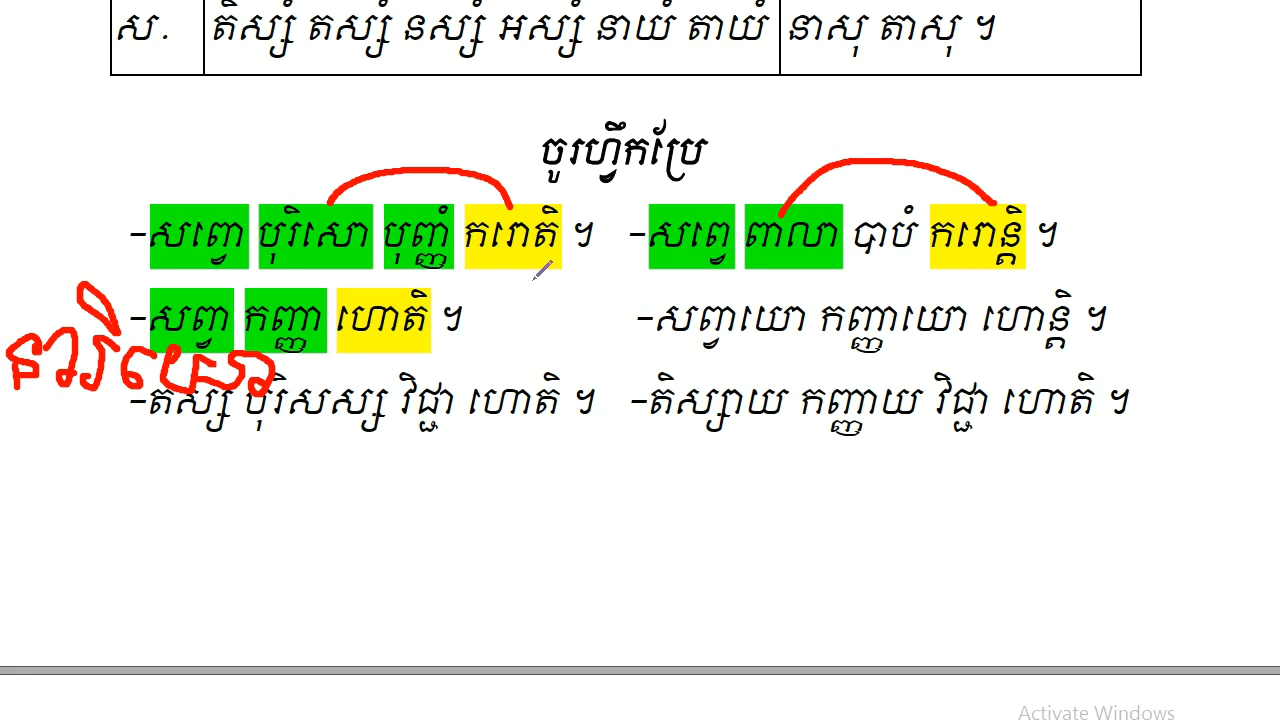 ស. តិស្សំ តស្សំ នស្សំ អស្សំ នាយំ តាយំ នាសុ តាសុ ។
ចូរហ្វឹកប្រែ
-សព្វោ បុរិសោ បុញ្ញំ ករោតិ ។ -សព្វេ ពាលា បាបំ ករោន្តិ ។
-សព្វា កញ្ញា ហោតិ ។ -សព្វាយោ កញ្ញាយោ ហោន្តិ ។
នារិយោ
-តស្ស បុរិសស្ស វិជ្ជា ហោតិ ។ -តិស្សាយ កញ្ញាយ វិជ្ជា ហោតិ ។
Activate Windows